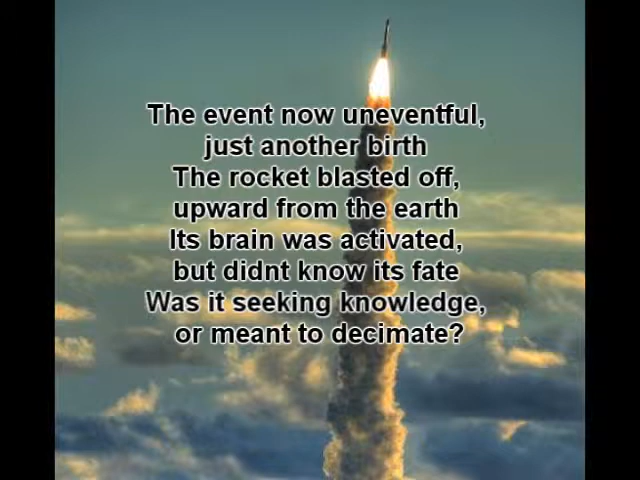 The event now uneventful,
just another birth
The rocket blasted off,
upward from the earth
Its brain was activated,
but didnt know its fate
Was it seeking knowledge,
or meant to decimate?